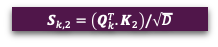 S_{k,2} = (Q_k^T . K_2)/√D